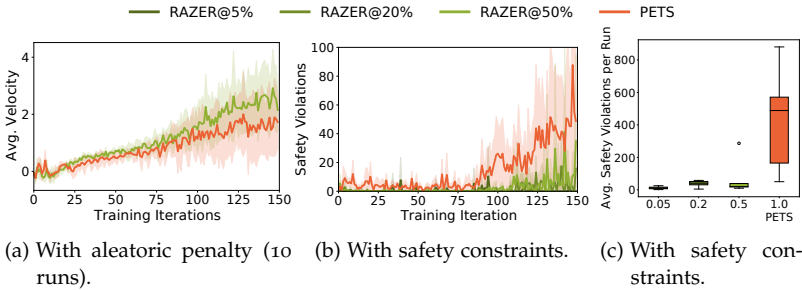 RAZER@5% RAZER@20% RAZER@50% PETS
Avg. Velocity
4
2
0
0 25 50 75 100 125 150
Training Iterations
Safety Violations
100
80
60
40
20
0
0 25 50 75 100 125 150
Training Iteration
Avg. Safety Violations per Run
800
600
400
200
0
0.05 0.2 0.5 1.0
PETS
(a) With aleatoric penalty (10
runs).
(b) With safety constraints.
(c) With safety con-
straints.